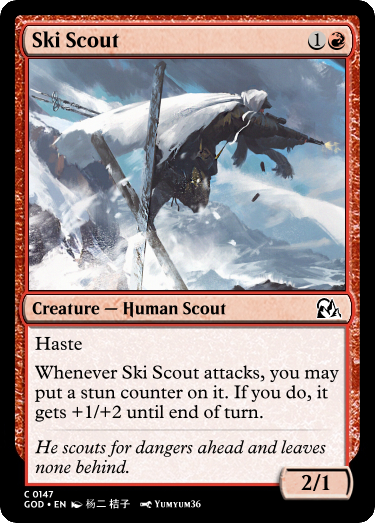 Ski Scout 1
Creature — Human Scout
Haste
Whenever Ski Scout attacks, you may
put a stun counter on it. If you do, it
gets +1/+2 until end of turn.
He scouts for dangers ahead and leaves
none behind.
2/1
C 0147
GOD • EN 杨二 桔子 Yumyum36